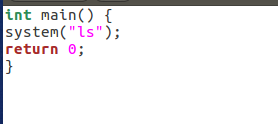 int main() {
system("ls");
return 0;
}